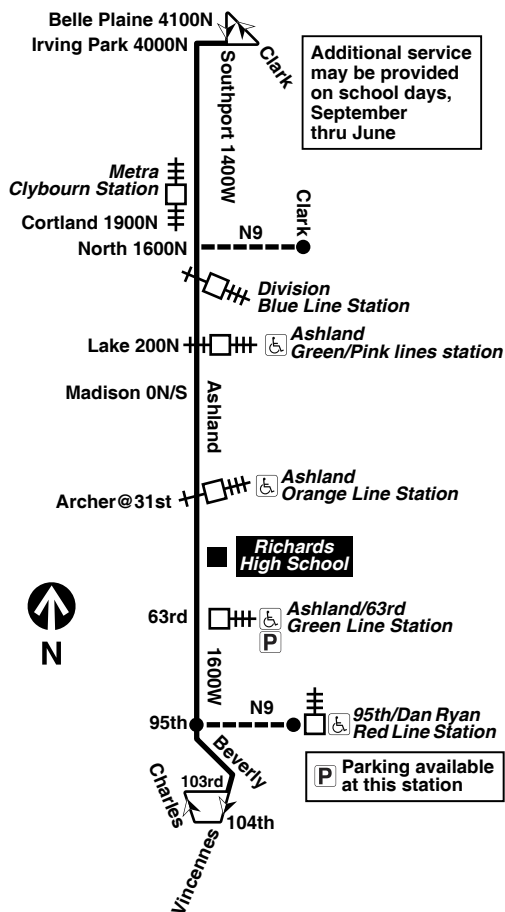 Belle Plaine 4100N
Irving Park 4000N
Clark
Southport 1400W
Additional service
may be provided
on school days,
September
thru June
Metra
Clybourn Station
Cortland 1900N
North 1600N
N9
Clark
Division
Blue Line Station
Lake 200N
Ashland
Green/Pink lines station
Madison 0N/S
Ashland
Archer@31st
Ashland
Orange Line Station
Richards
High School
N
63rd
Ashland/63rd
Green Line Station
P
1600W
95th
N9
95th/Dan Ryan
Red Line Station
Beverly
P Parking available
at this station
Charles
103rd
104th
Vincennes